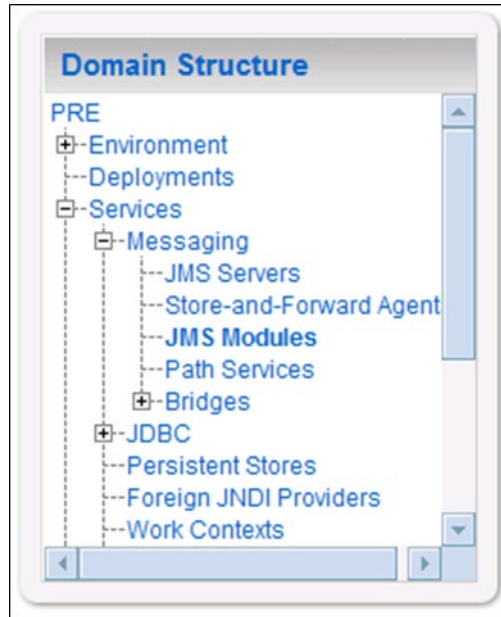 Domain Structure
PRE
Environment
Deployments
Services
Messaging
JMS Servers
Store-and-Forward Agent
JMS Modules
Path Services
Bridges
JDBC
Persistent Stores
Foreign JNDI Providers
Work Contexts